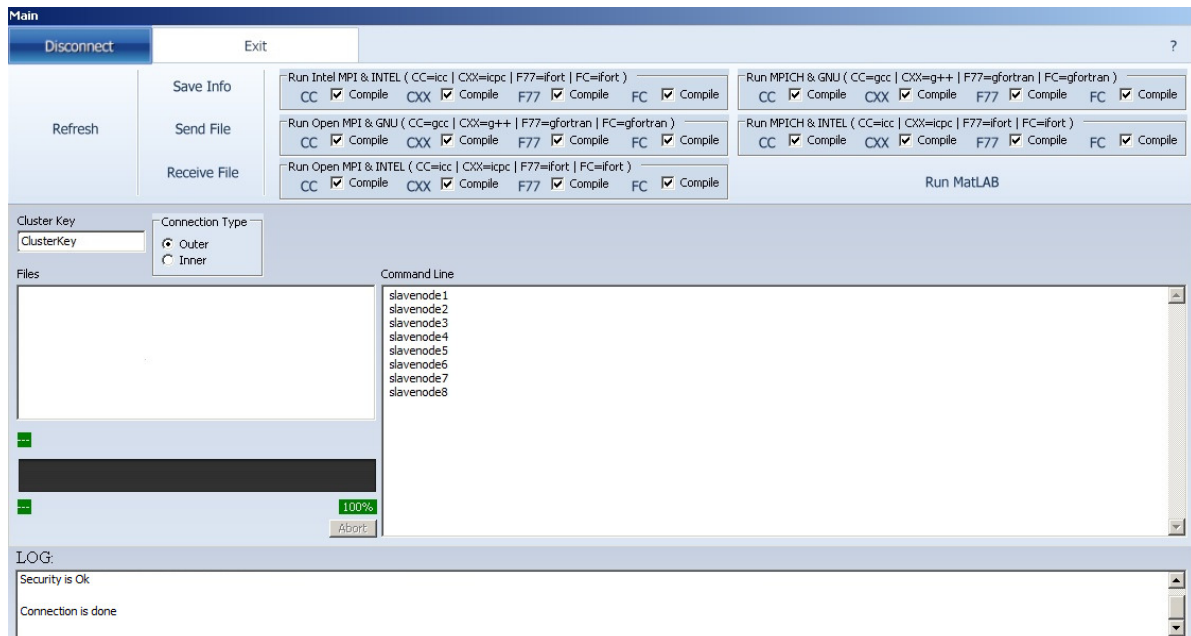 Main
Disconnect
Exit
?
Refresh
Save Info
Send File
Receive File
Run Intel MPI & INTEL ( CC=icc | CXX=icpc | F77=ifort | FC=ifort )
CC Compile CXX Compile F77 Compile FC Compile
Run Open MPI & GNU ( CC=gcc | CXX=g++ | F77=gfortran | FC=gfortran )
CC Compile CXX Compile F77 Compile FC Compile
Run Open MPI & INTEL ( CC=icc | CXX=icpc | F77=ifort | FC=ifort )
CC Compile CXX Compile F77 Compile FC Compile
Run MPICH & GNU ( CC=gcc | CXX=g++ | F77=gfortran | FC=gfortran )
CC Compile CXX Compile F77 Compile FC Compile
Run MPICH & INTEL ( CC=icc | CXX=icpc | F77=ifort | FC=ifort )
CC Compile CXX Compile F77 Compile FC Compile
Run MatLAB
Cluster Key
ClusterKey
Connection Type
Outer
Inner
Files
---
---
100%
Abort
Command Line
slavenode1
slavenode2
slavenode3
slavenode4
slavenode5
slavenode6
slavenode7
slavenode8
LOG:
Security is Ok
Connection is done